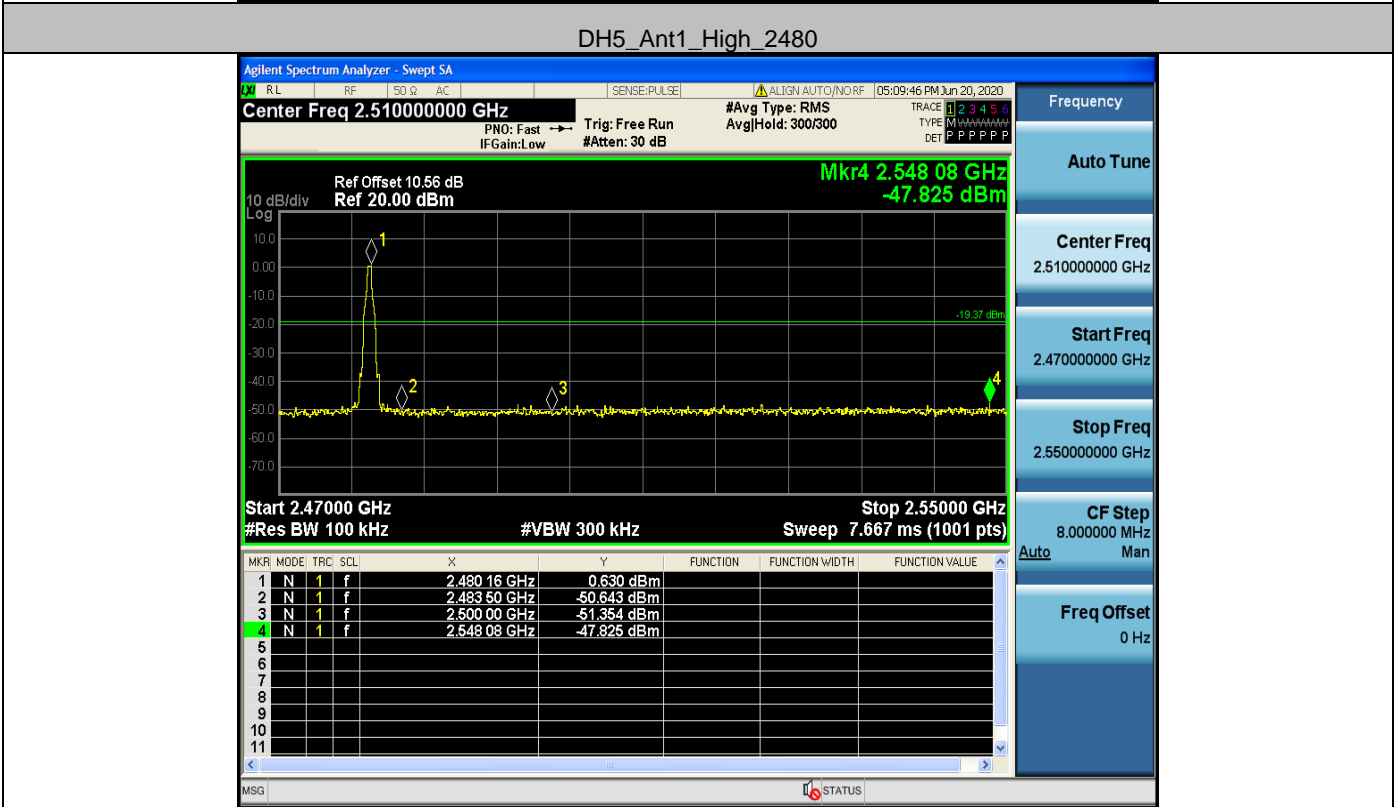 DH5_Ant1_High_2480
Agilent Spectrum Analyzer - Swept SA
LXI RL RF 50 Ω AC SENSE:PULSE ALIGN AUTO/NO RF 05:09:46 PM Jun 20, 2020
Center Freq 2.510000000 GHz
PNO: Fast
IFGain:Low
Trig: Free Run
#Atten: 30 dB
#Avg Type: RMS
Avg|Hold: 300/300
TRACE 1 2 3 4 5 6
TYPE M
DET P P P P P P
Mkr4 2.548 08 GHz
-47.825 dBm
Ref Offset 10.56 dB
10 dB/div Ref 20.00 dBm
Log
10.0
0.00
-10.0
-20.0
-30.0
-40.0
-50.0
-60.0
-70.0
1
2
3
4
-19.37 dBm
Start 2.47000 GHz Stop 2.55000 GHz
#Res BW 100 kHz #VBW 300 kHz Sweep 7.667 ms (1001 pts)
MKR MODE TRC SCL X Y FUNCTION FUNCTION WIDTH FUNCTION VALUE
1 N 1 f 2.480 16 GHz 0.630 dBm
2 N 1 f 2.483 50 GHz -50.643 dBm
3 N 1 f 2.500 00 GHz -51.354 dBm
4 N 1 f 2.548 08 GHz -47.825 dBm
5
6
7
8
9
10
11
MSG STATUS
Frequency
Auto Tune
Center Freq
2.510000000 GHz
Start Freq
2.470000000 GHz
Stop Freq
2.550000000 GHz
CF Step
8.000000 MHz
Auto Man
Freq Offset
0 Hz